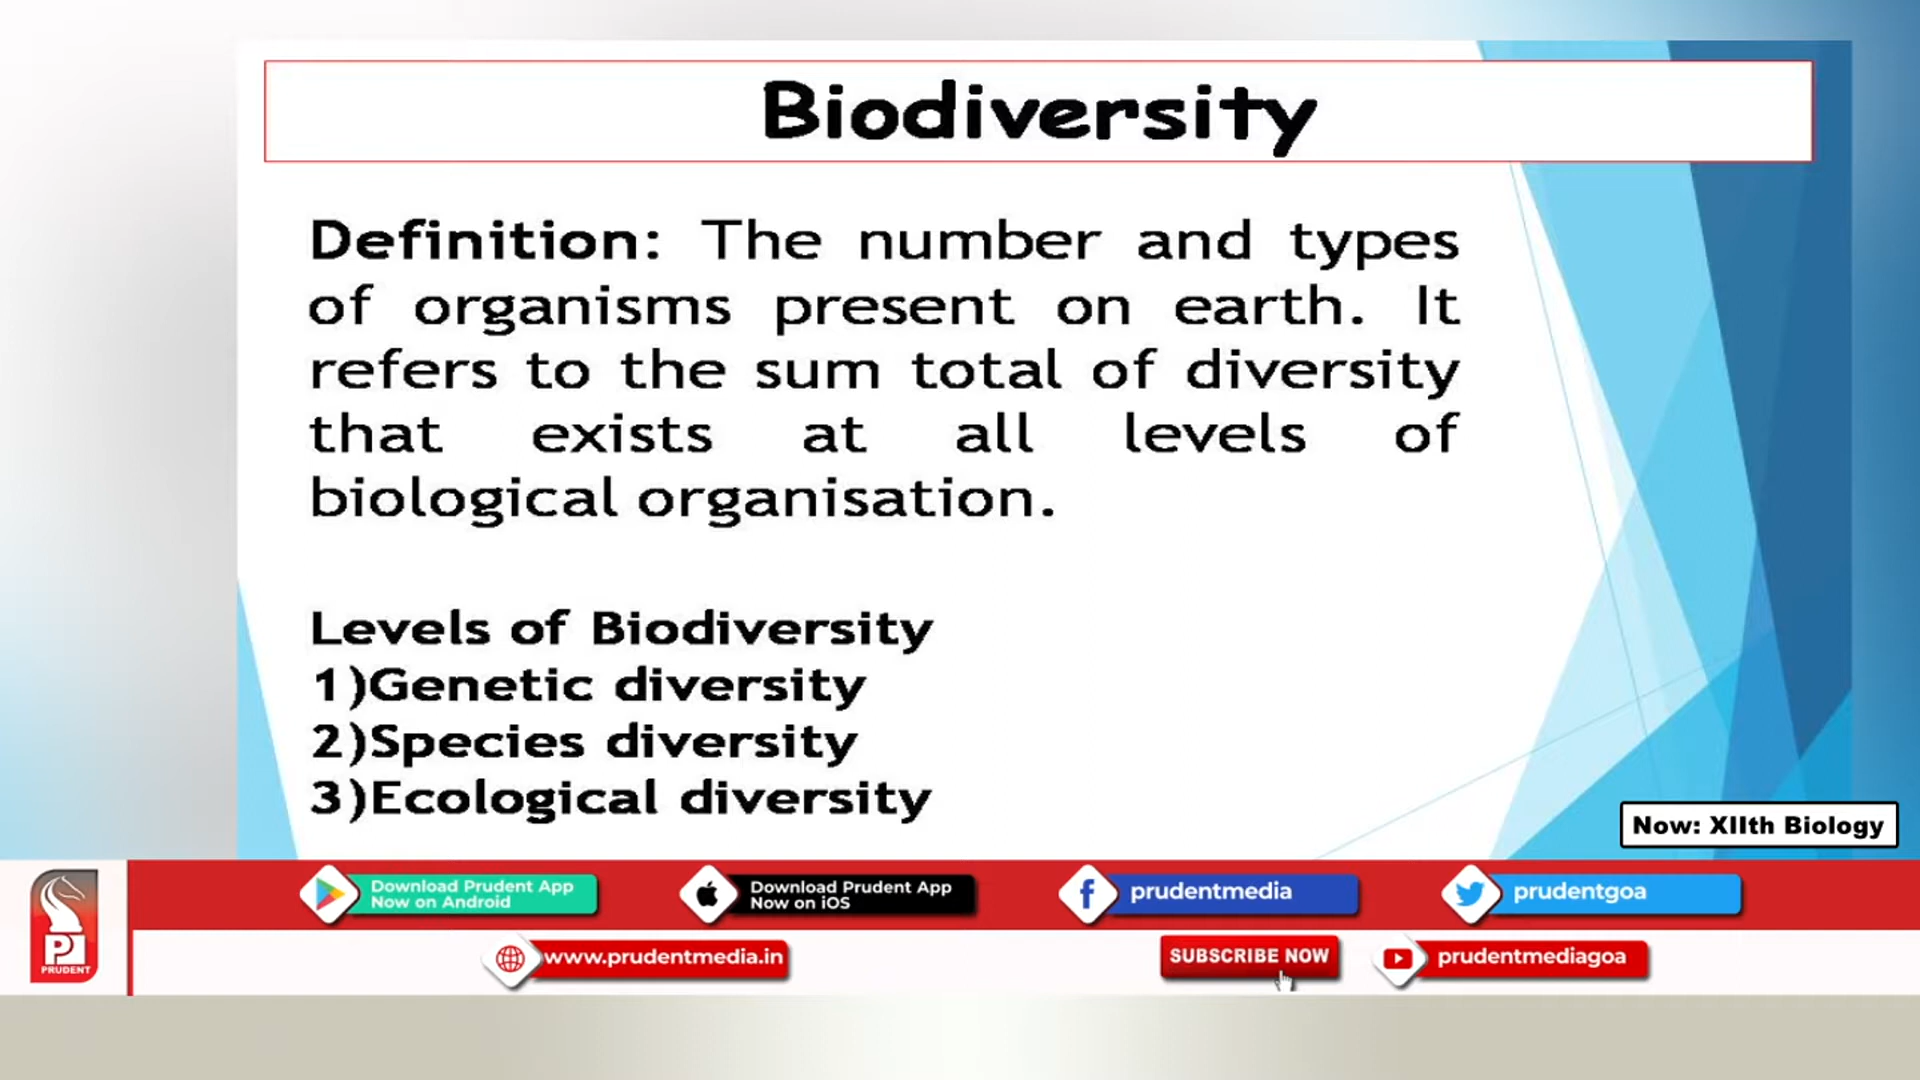 Biodiversity
Definition: The number and types
of organisms present on earth. It
refers to the sum total of diversity
that exists at all levels of
biological organisation.
Levels of Biodiversity
1)Genetic diversity
2)Species diversity
3)Ecological diversity
Now: XIIth Biology
Download Prudent App
Now on Android
Download Prudent App
Now on iOS
prudentmedia
prudentgoa
PRUDENT
www.prudentmedia.in
SUBSCRIBE NOW
prudentmediagoa